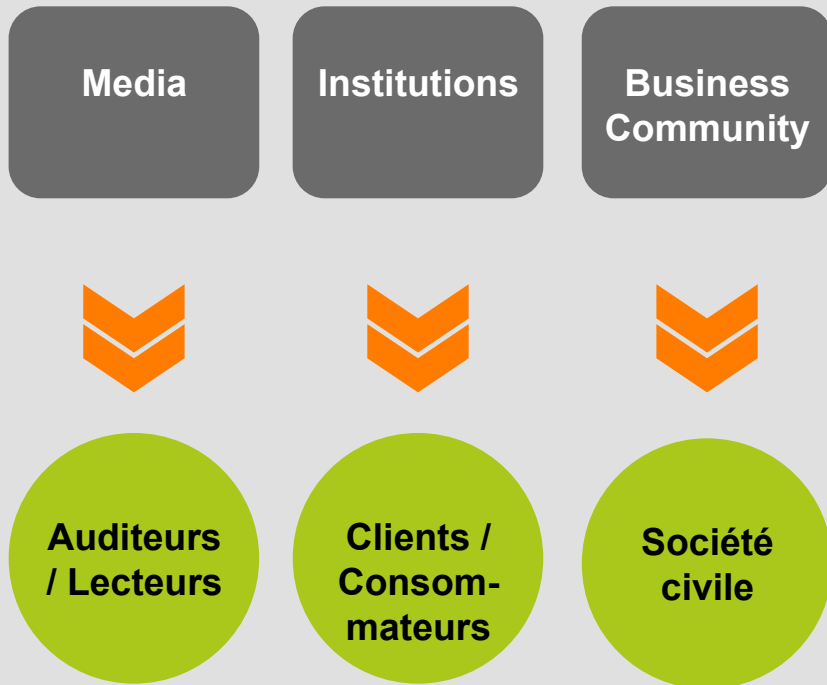 Media
Institutions
Business
Community
Auditeurs
/ Lecteurs
Clients /
Consom-
mateurs
Société
civile